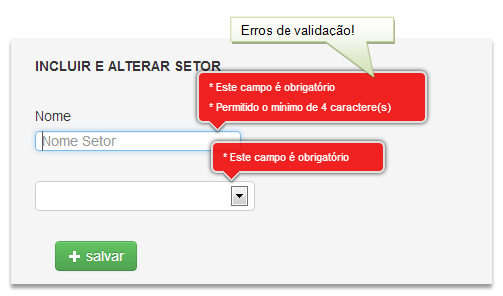 Erros de validação!
INCLUIR E ALTERAR SETOR
* Este campo é obrigatório
* Permitido o mínimo de 4 caractere(s)
Nome
Nome Setor
* Este campo é obrigatório
+ salvar